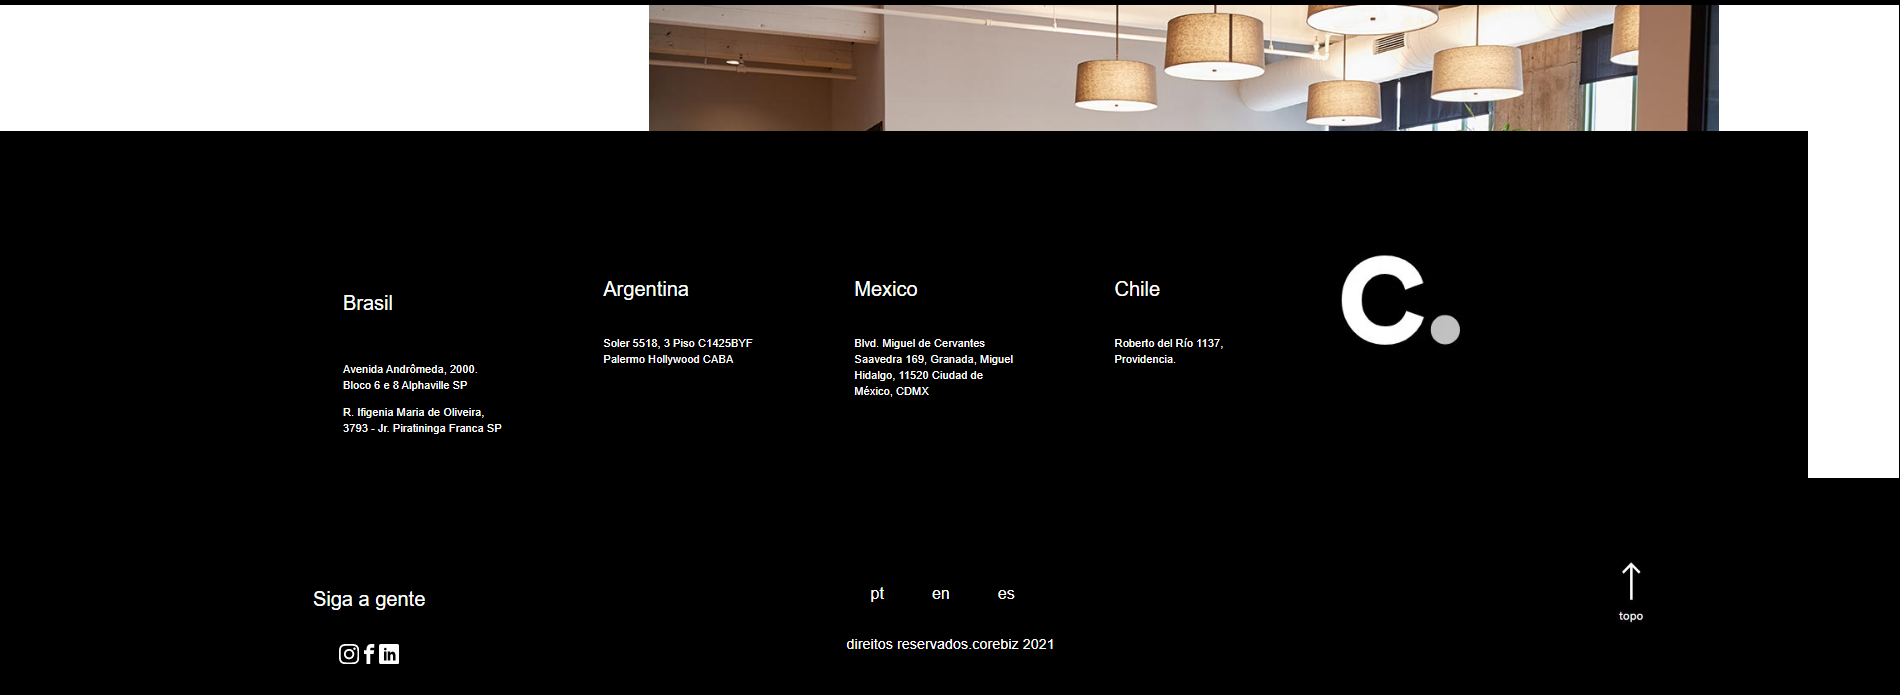 Brasil
Avenida Andrômeda, 2000.
Bloco 6 e 8 Alphaville SP
R. Ifigenia Maria de Oliveira,
3793 - Jr. Piratininga Franca SP
Argentina
Soler 5518, 3 Piso C1425BYF
Palermo Hollywood CABA
Mexico
Blvd. Miguel de Cervantes
Saavedra 169, Granada, Miguel
Hidalgo, 11520 Ciudad de
México, CDMX
Chile
Roberto del Río 1137,
Providencia.
C.
Siga a gente
in
pt en es
direitos reservados.corebiz 2021
topo